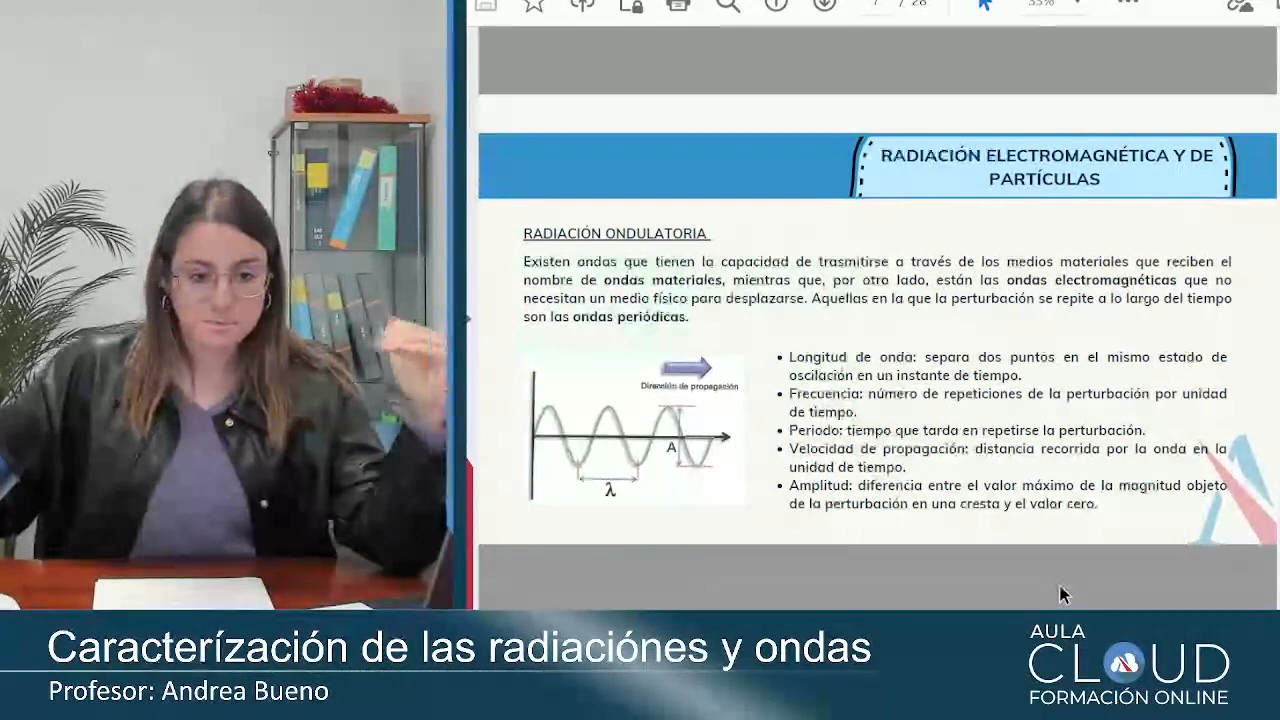 7 / 28
33%
RADIACIÓN ELECTROMAGNÉTICA Y DE
PARTÍCULAS
RADIACIÓN ONDULATORIA
Existen ondas que tienen la capacidad de trasmitirse a través de los medios materiales que reciben el
nombre de ondas materiales, mientras que, por otro lado, están las ondas electromagnéticas que no
necesitan un medio físico para desplazarse. Aquellas en la que la perturbación se repite a lo largo del tiempo
son las ondas periódicas.
Dirección de propagación
A
λ
• Longitud de onda: separa dos puntos en el mismo estado de
oscilación en un instante de tiempo.
• Frecuencia: número de repeticiones de la perturbación por unidad
de tiempo.
• Periodo: tiempo que tarda en repetirse la perturbación.
• Velocidad de propagación: distancia recorrida por la onda en la
unidad de tiempo.
• Amplitud: diferencia entre el valor máximo de la magnitud objeto
de la perturbación en una cresta y el valor cero.
Caracterízación de las radiaciónes y ondas
Profesor: Andrea Bueno
AULA
CLOUD
FORMACIÓN ONLINE